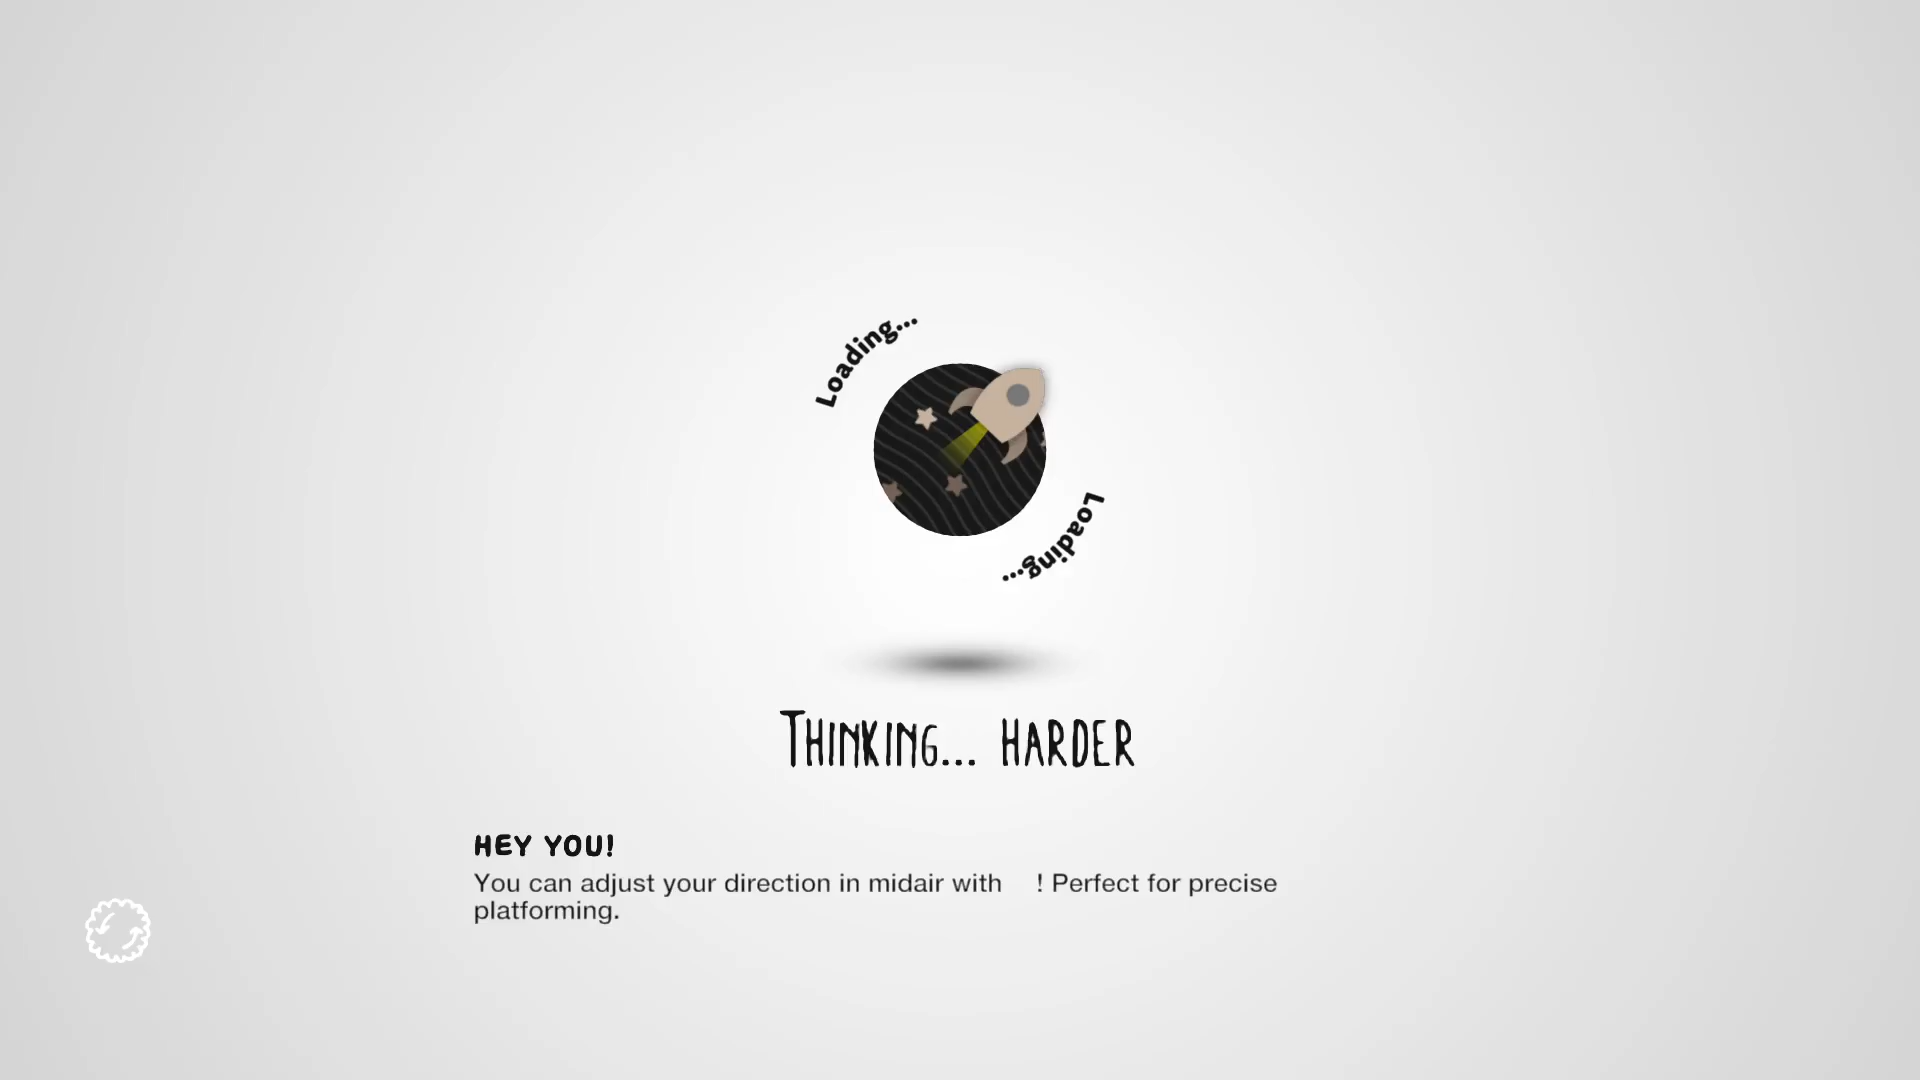 Loading...
Loading...
THINKING... HARDER
HEY YOU!
You can adjust your direction in midair with ! Perfect for precise
platforming.